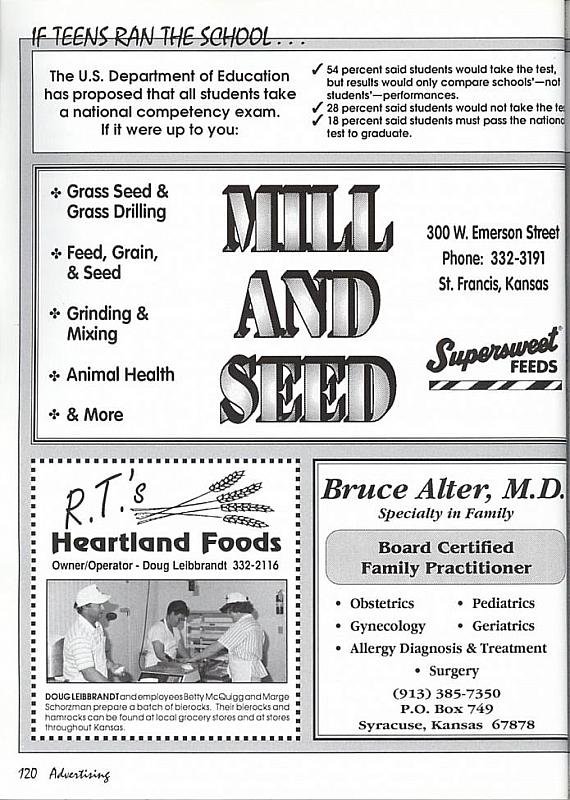 IF TEENS RAN THE SCHOOL . . .
The U.S. Department of Education
has proposed that all students take
a national competency exam.
If it were up to you:
✓ 54 percent said students would take the test,
but results would only compare schools'—not
students'—performances.
✓ 28 percent said students would not take the te
✓ 18 percent said students must pass the nationa
test to graduate.
Grass Seed &
Grass Drilling
Feed, Grain,
& Seed
Grinding &
Mixing
Animal Health
& More
MILL
AND
SEED
300 W. Emerson Street
Phone: 332-3191
St. Francis, Kansas
Supersweet®
FEEDS
R.T.'s
Heartland Foods
Owner/Operator - Doug Leibbrandt 332-2116
DOUG LEIBBRANDT and employees Betty McQuigg and Marge
Schorzman prepare a batch of bierocks. Their bierocks and
hamrocks can be found at local grocery stores and at stores
throughout Kansas.
Bruce Alter, M.D.
Specialty in Family
Board Certified
Family Practitioner
• Obstetrics • Pediatrics
• Gynecology • Geriatrics
• Allergy Diagnosis & Treatment
• Surgery
(913) 385-7350
P.O. Box 749
Syracuse, Kansas 67878
120 Advertising